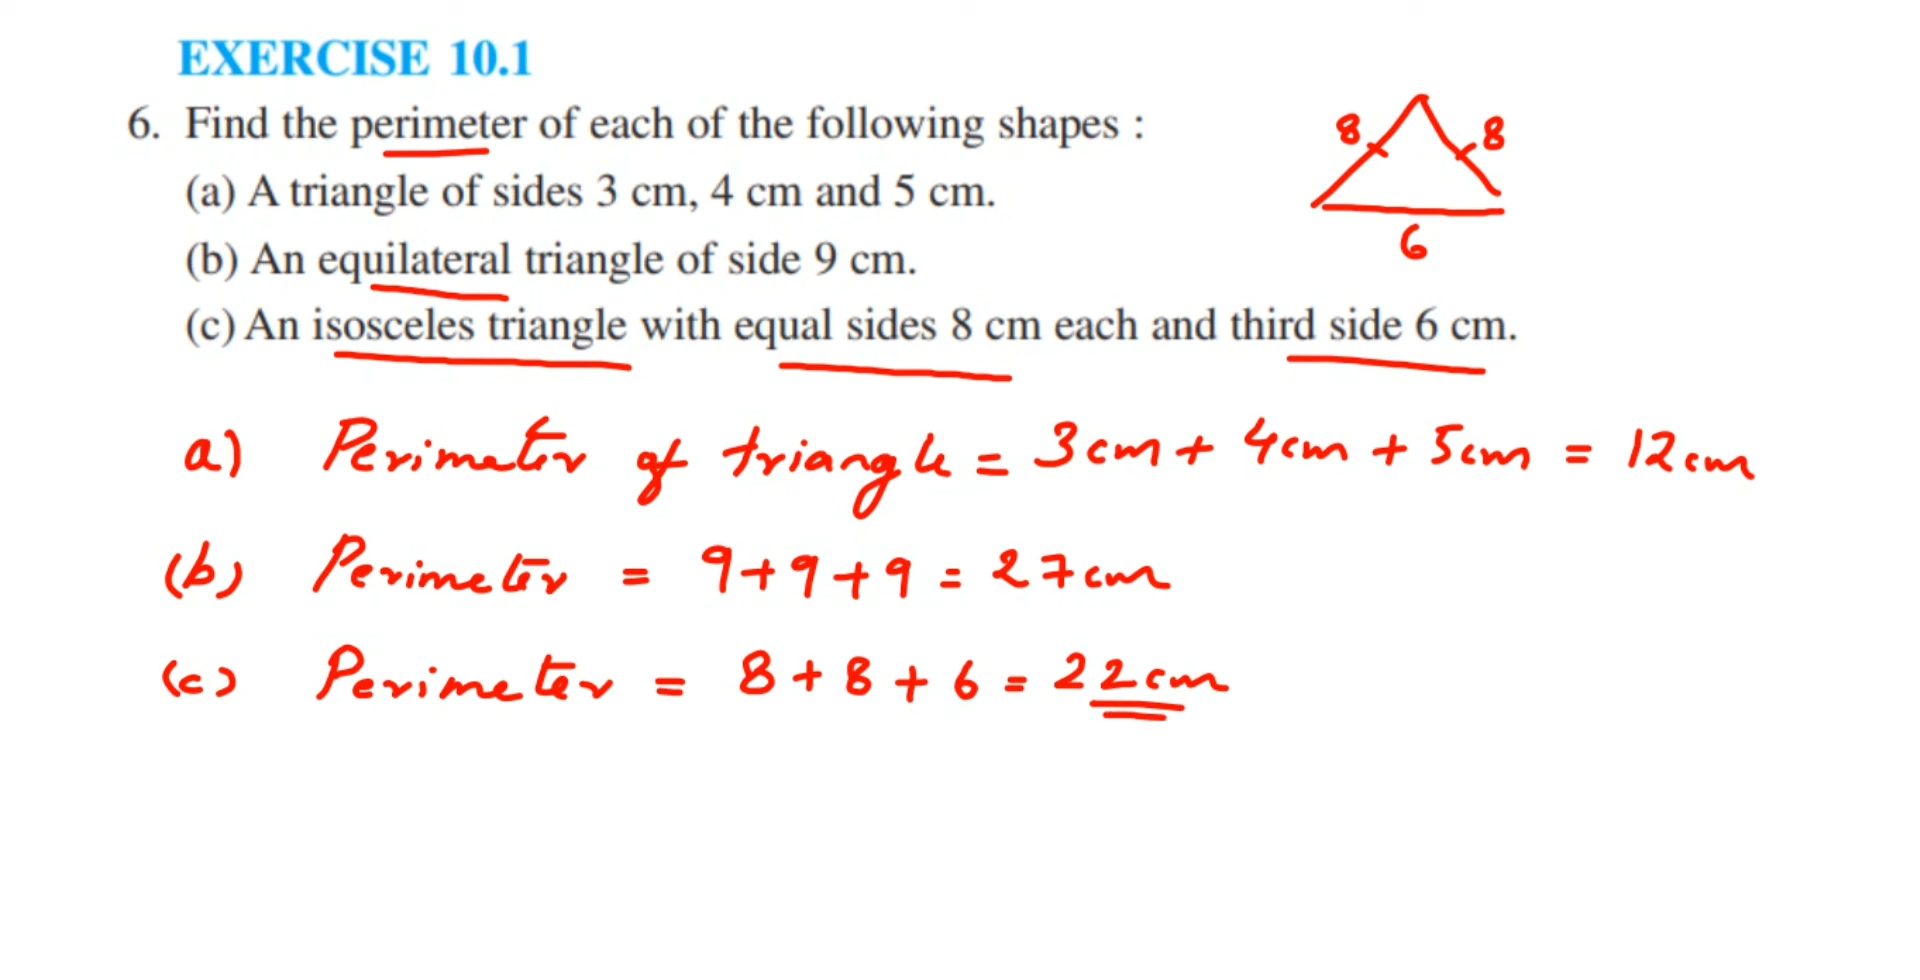 EXERCISE 10.1
6. Find the perimeter of each of the following shapes :
(a) A triangle of sides 3 cm, 4 cm and 5 cm.
(b) An equilateral triangle of side 9 cm.
(c) An isosceles triangle with equal sides 8 cm each and third side 6 cm.
8 8
6
a) Perimeter of triangle = 3cm + 4cm + 5cm = 12cm
(b) Perimeter = 9+9+9 = 27cm
(c) Perimeter = 8 + 8 + 6 = 22cm